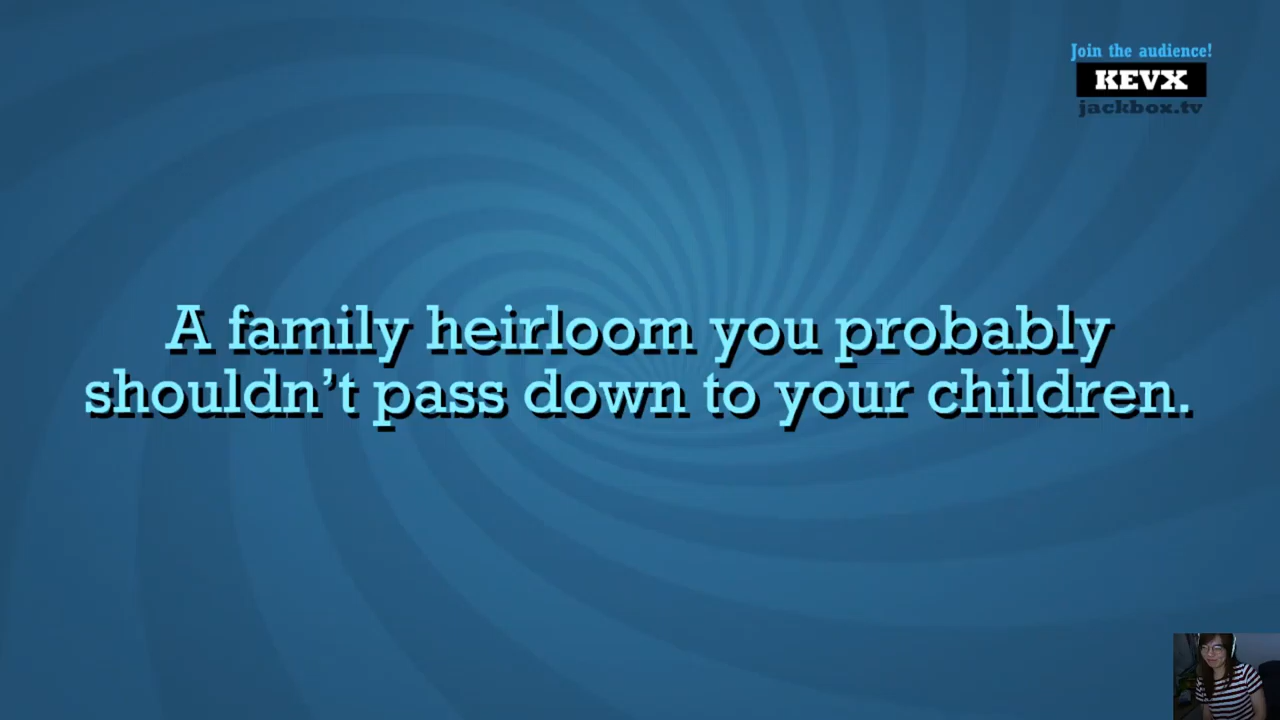 Join the audience!
KEVX
jackbox.tv
A family heirloom you probably
shouldn't pass down to your children.